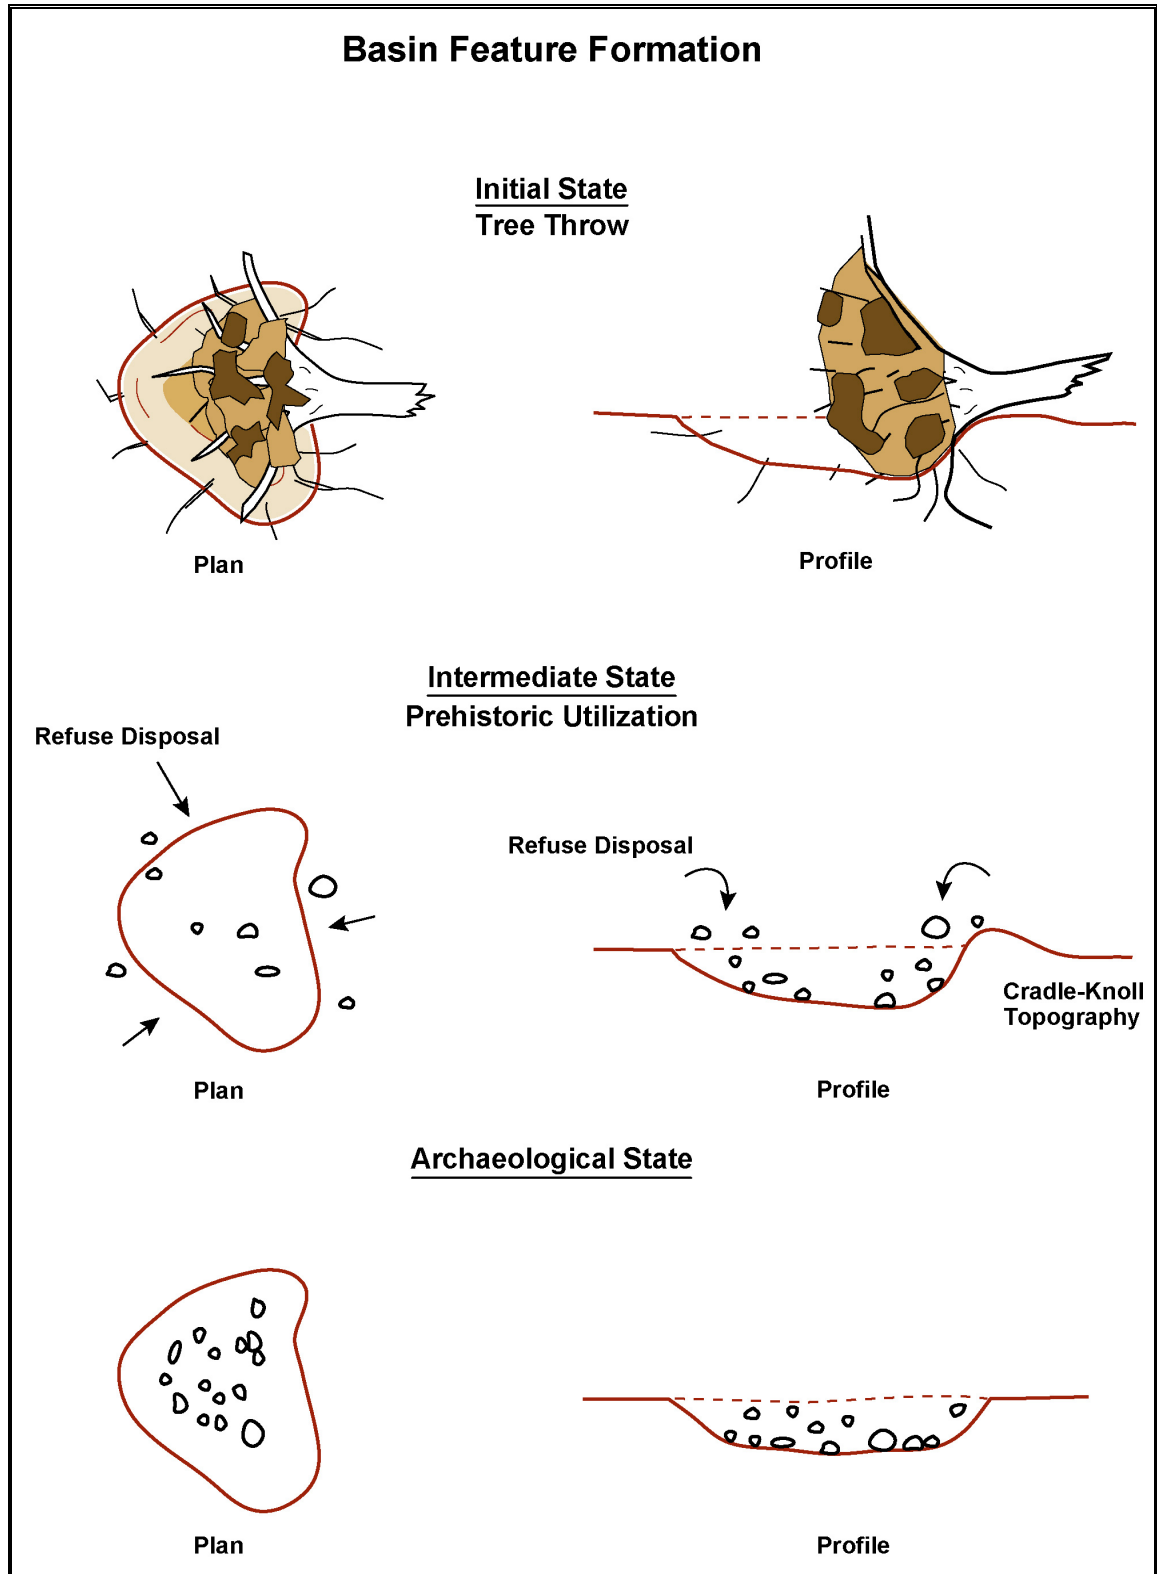 Basin Feature Formation
Initial State
Tree Throw
Plan
Profile
Intermediate State
Prehistoric Utilization
Refuse Disposal
Refuse Disposal
Cradle-Knoll
Topography
Plan
Profile
Archaeological State
Plan
Profile